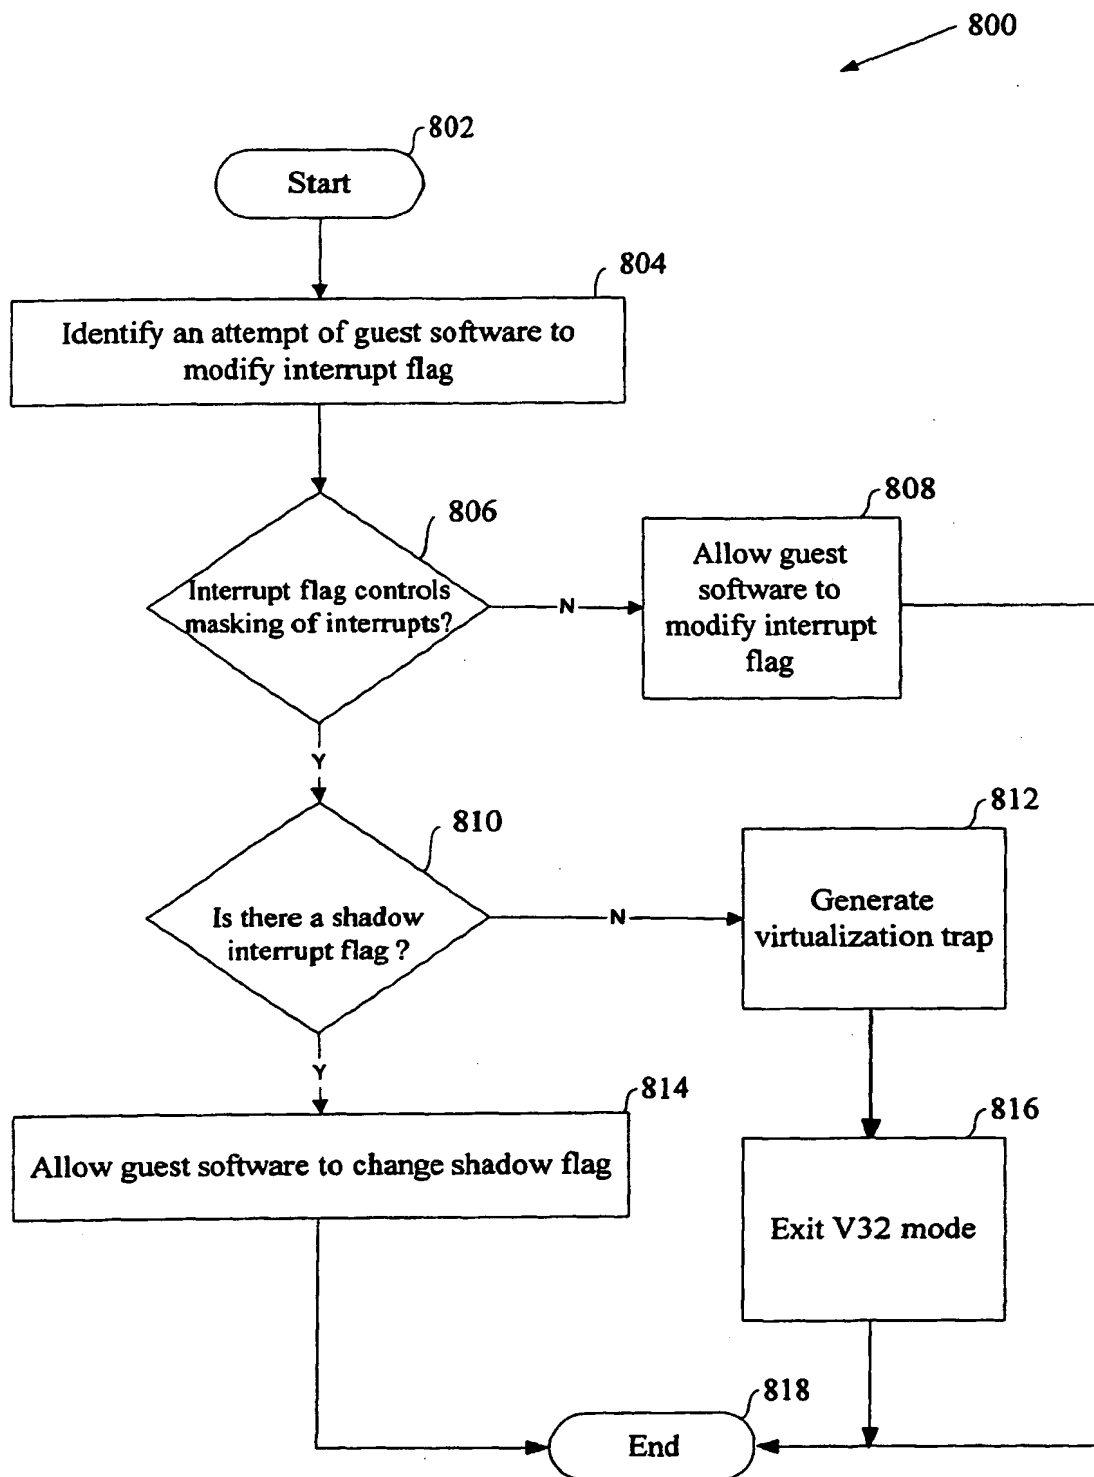 800
802
Start
804
Identify an attempt of guest software to
modify interrupt flag
806
Interrupt flag controls
masking of interrupts?
N
808
Allow guest
software to
modify interrupt
flag
Y
810
Is there a shadow
interrupt flag ?
N
812
Generate
virtualization trap
Y
814
Allow guest software to change shadow flag
816
Exit V32 mode
818
End